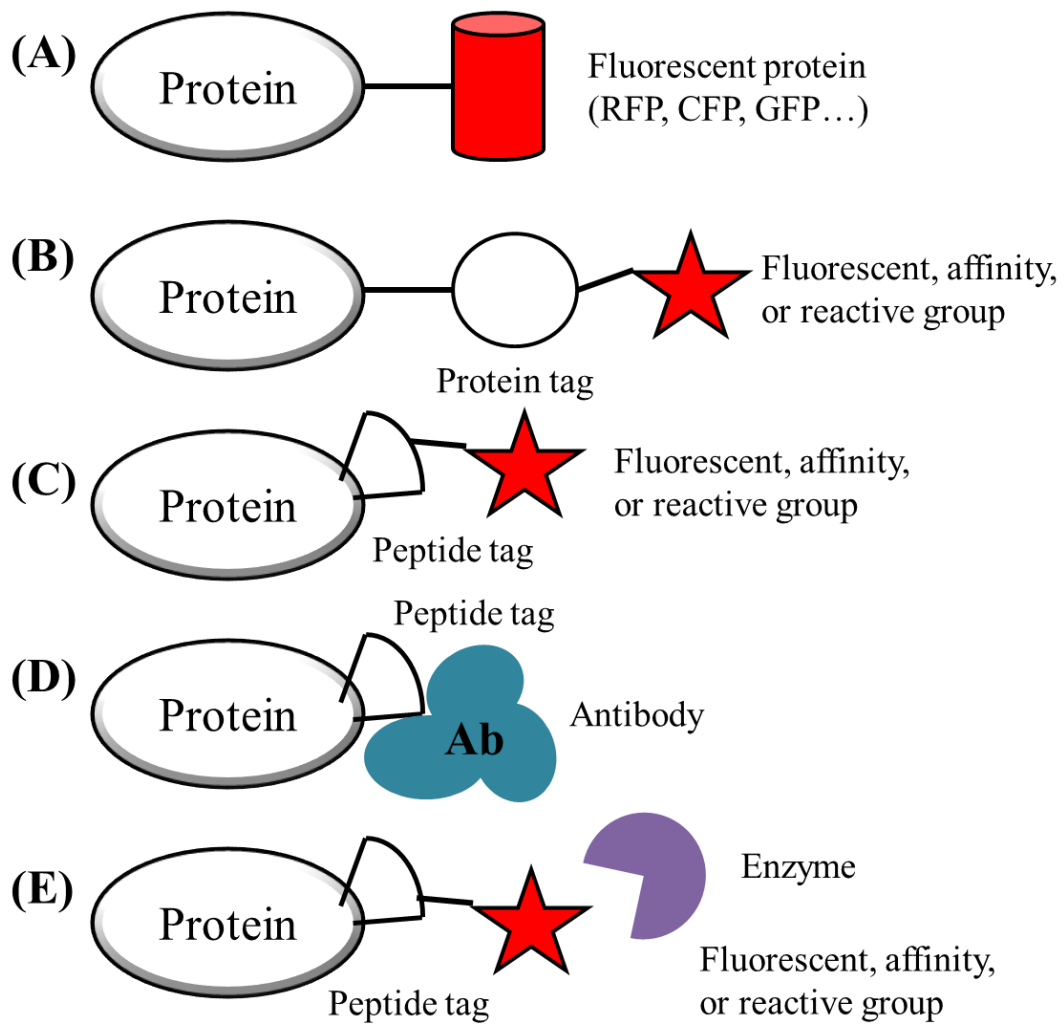 (A)
Protein
Fluorescent protein
(RFP, CFP, GFP…)
(B)
Protein
Fluorescent, affinity,
or reactive group
Protein tag
(C)
Protein
Fluorescent, affinity,
or reactive group
Peptide tag
Peptide tag
(D)
Protein
Ab
Antibody
(E)
Protein
Enzyme
Fluorescent, affinity,
or reactive group
Peptide tag